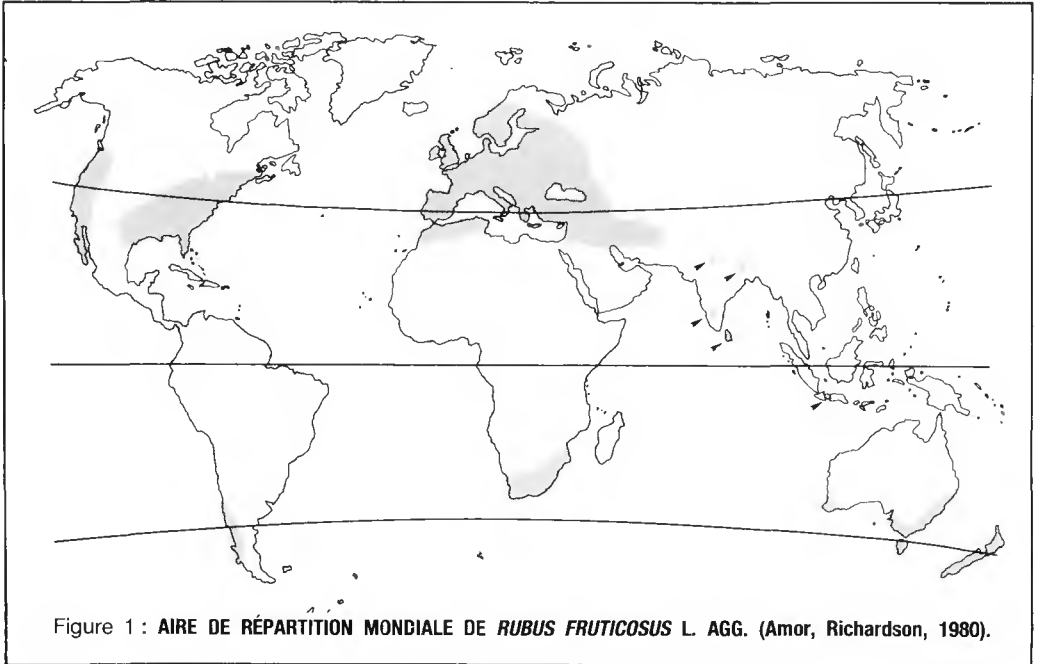 Figure 1 : AIRE DE RÉPARTITION MONDIALE DE RUBUS FRUTICOSUS L. AGG. (Amor, Richardson, 1980).